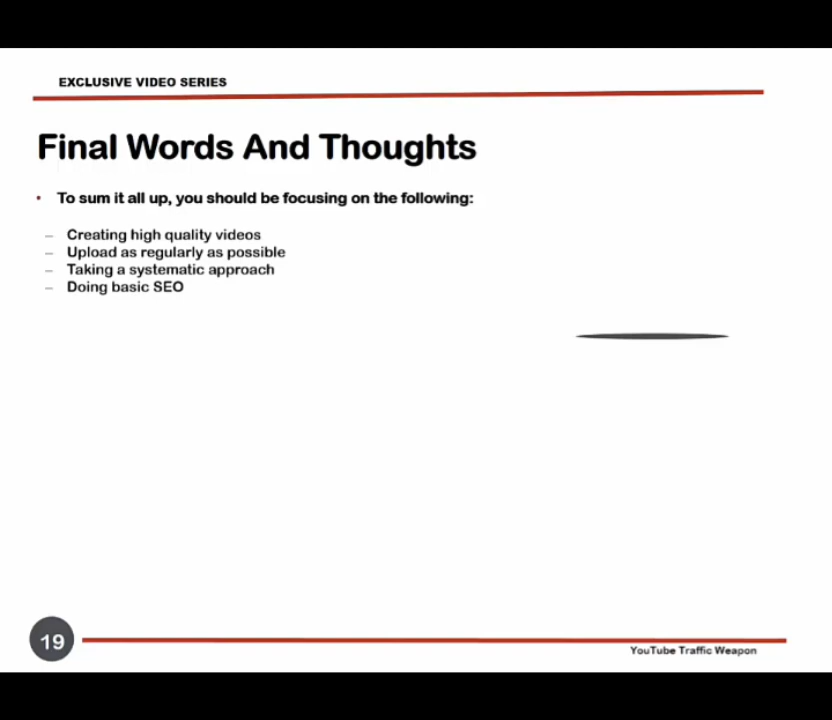 EXCLUSIVE VIDEO SERIES
Final Words And Thoughts
• To sum it all up, you should be focusing on the following:
– Creating high quality videos
– Upload as regularly as possible
– Taking a systematic approach
– Doing basic SEO
19
YouTube Traffic Weapon